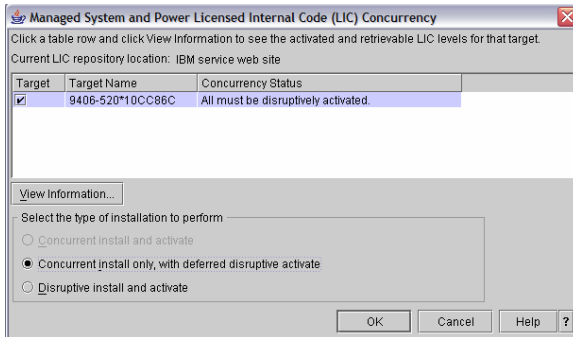 Managed System and Power Licensed Internal Code (LIC) Concurrency
Click a table row and click View Information to see the activated and retrievable LIC levels for that target.
Current LIC repository location: IBM service web site
Target Target Name Concurrency Status
9406-520*10CC86C All must be disruptively activated.
View Information...
Select the type of installation to perform
Concurrent install and activate
Concurrent install only, with deferred disruptive activate
Disruptive install and activate
OK Cancel Help ?